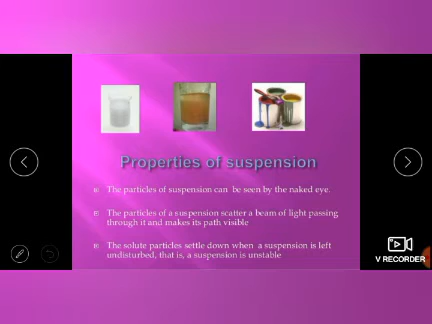 Properties of suspension
The particles of suspension can be seen by the naked eye.
The particles of a suspension scatter a beam of light passing
through it and makes its path visible
The solute particles settle down when a suspension is left
undisturbed, that is, a suspension is unstable
V RECORDER